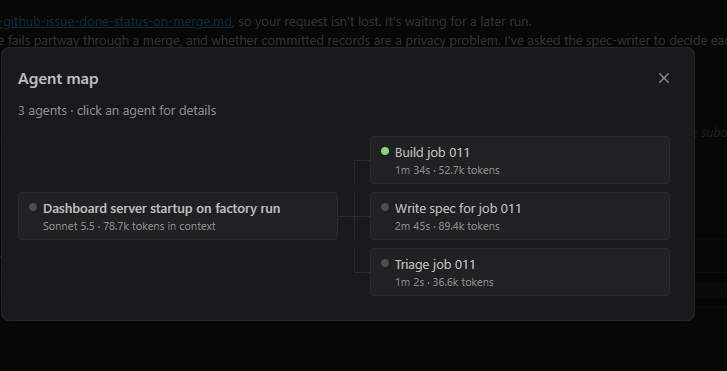 -github-issue-done-status-on-merge.md, so your request isn't lost. it's waiting for a later run.
e fails partway through a merge, and whether committed records are a privacy problem. I've asked the spec-writer to decide eac
Agent map
3 agents · click an agent for details
Build job 011
1m 34s · 52.7k tokens
Dashboard server startup on factory run
Sonnet 5.5 · 78.7k tokens in context
Write spec for job 011
2m 45s · 89.4k tokens
Triage job 011
1m 2s · 36.6k tokens